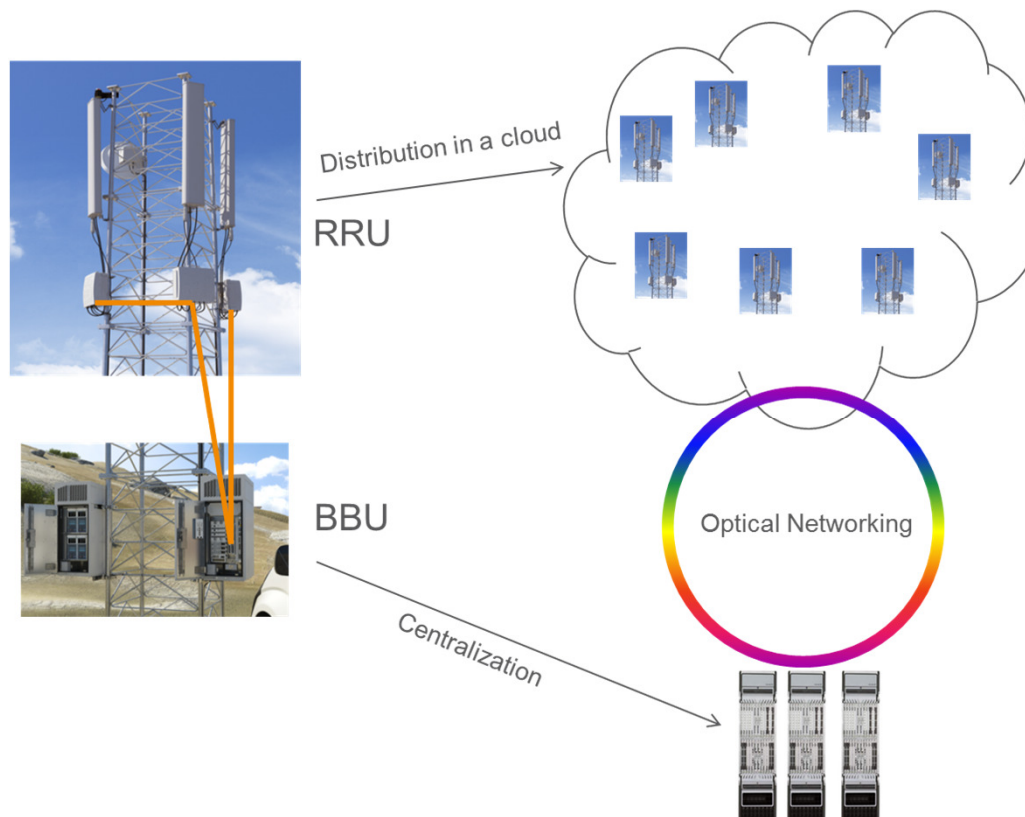 Distribution in a cloud
RRU
BBU
Optical Networking
Centralization